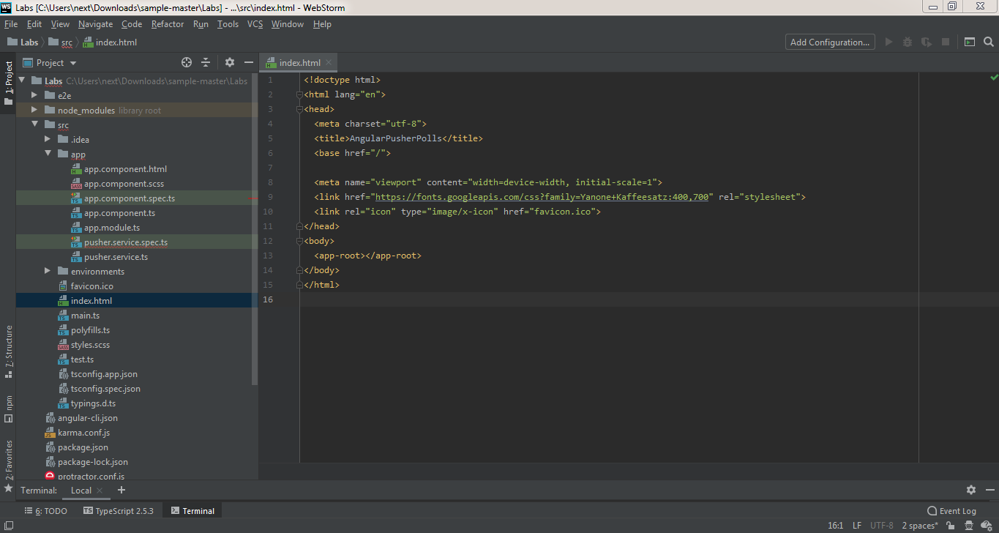 WS Labs [C:\Users\next\Downloads\sample-master\Labs] - ...\src\index.html - WebStorm
File Edit View Navigate Code Refactor Run Tools VCS Window Help
Labs src index.html Add Configuration...
1: Project
Project
index.html
Labs C:\Users\next\Downloads\sample-master\Labs
e2e
node_modules library root
src
.idea
app
app.component.html
app.component.scss
app.component.spec.ts
app.component.ts
app.module.ts
pusher.service.spec.ts
pusher.service.ts
environments
favicon.ico
index.html
main.ts
polyfills.ts
styles.scss
test.ts
tsconfig.app.json
tsconfig.spec.json
typings.d.ts
angular-cli.json
karma.conf.js
package.json
package-lock.json
protractor.conf.js
7: Structure
npm
2: Favorites
1 <!doctype html>
2 <html lang="en">
3 <head>
4 <meta charset="utf-8">
5 <title>AngularPusherPolls</title>
6 <base href="/">
7
8 <meta name="viewport" content="width=device-width, initial-scale=1">
9 <link href="https://fonts.googleapis.com/css?family=Yanone+Kaffeesatz:400,700" rel="stylesheet">
10 <link rel="icon" type="image/x-icon" href="favicon.ico">
11 </head>
12 <body>
13 <app-root></app-root>
14 </body>
15 </html>
16
Terminal: Local
6: TODO TypeScript 2.5.3 Terminal Event Log
16:1 LF UTF-8 2 spaces*